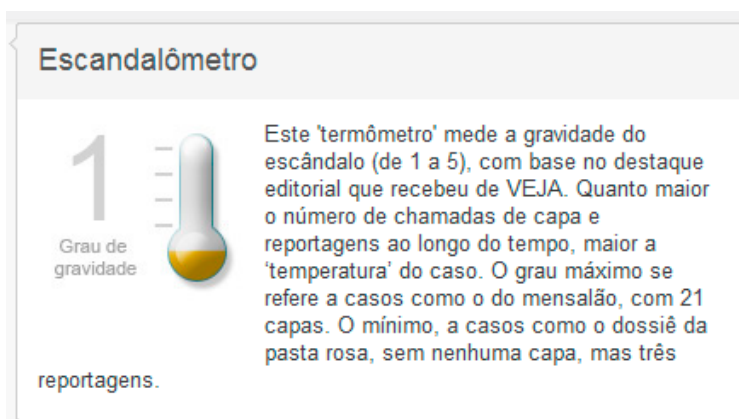 Escandalômetro
1
Grau de
gravidade
Este 'termômetro' mede a gravidade do
escândalo (de 1 a 5), com base no destaque
editorial que recebeu de VEJA. Quanto maior
o número de chamadas de capa e
reportagens ao longo do tempo, maior a
‘temperatura’ do caso. O grau máximo se
refere a casos como o do mensalão, com 21
capas. O mínimo, a casos como o dossiê da
pasta rosa, sem nenhuma capa, mas três
reportagens.